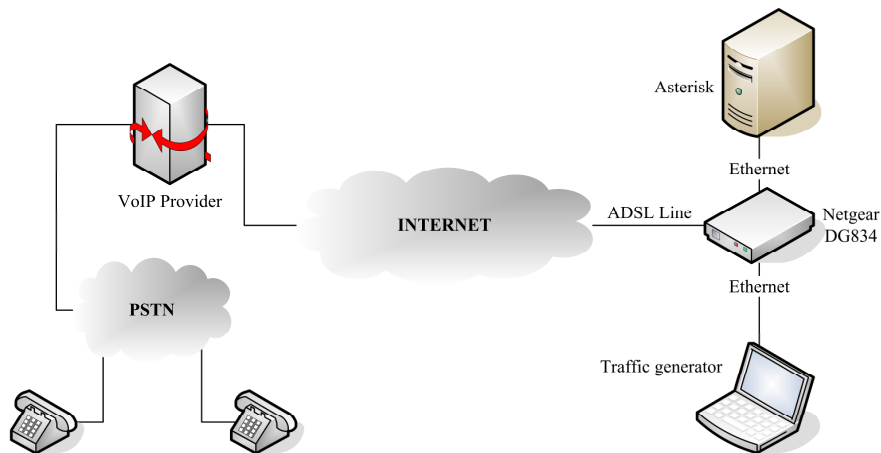 Asterisk
Ethernet
VoIP Provider
INTERNET
ADSL Line
Netgear
DG834
Ethernet
PSTN
Traffic generator